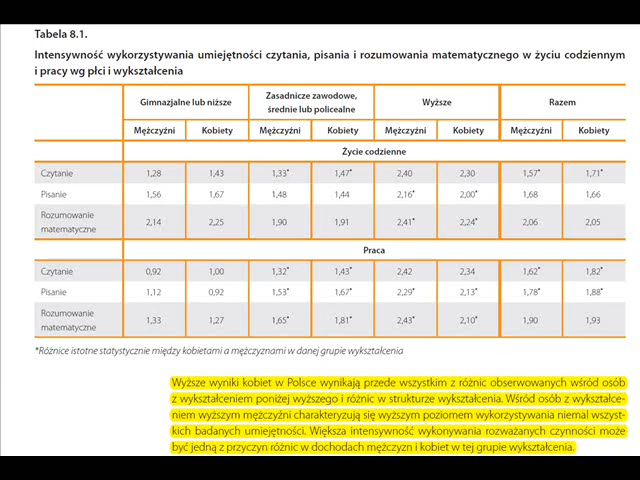 Tabela 8.1.
Intensywność wykorzystywania umiejętności czytania, pisania i rozumowania matematycznego w życiu codziennym
i pracy wg płci i wykształcenia
Gimnazjalne lub niższe Zasadnicze zawodowe, średnie lub policealne Wyższe Razem
Mężczyźni Kobiety Mężczyźni Kobiety Mężczyźni Kobiety Mężczyźni Kobiety
Życie codzienne
Czytanie 1,28 1,43 1,33* 1,47* 2,40 2,30 1,57* 1,71*
Pisanie 1,56 1,67 1,48 1,44 2,16* 2,00* 1,68 1,66
Rozumowanie matematyczne 2,14 2,25 1,90 1,91 2,41* 2,24* 2,06 2,05
Praca
Czytanie 0,92 1,00 1,32* 1,43* 2,42 2,34 1,62* 1,82*
Pisanie 1,12 0,92 1,53* 1,67* 2,29* 2,13* 1,78* 1,88*
Rozumowanie matematyczne 1,33 1,27 1,65* 1,81* 2,43* 2,10* 1,90 1,93
*Różnice istotne statystycznie między kobietami a mężczyznami w danej grupie wykształcenia
Wyższe wyniki kobiet w Polsce wynikają przede wszystkim z różnic obserwowanych wśród osób
z wykształceniem poniżej wyższego i różnic w strukturze wykształcenia. Wśród osób z wykształce-
niem wyższym mężczyźni charakteryzują się wyższym poziomem wykorzystywania niemal wszyst-
kich badanych umiejętności. Większa intensywność wykonywania rozważanych czynności może
być jedną z przyczyn różnic w dochodach mężczyzn i kobiet w tej grupie wykształcenia.